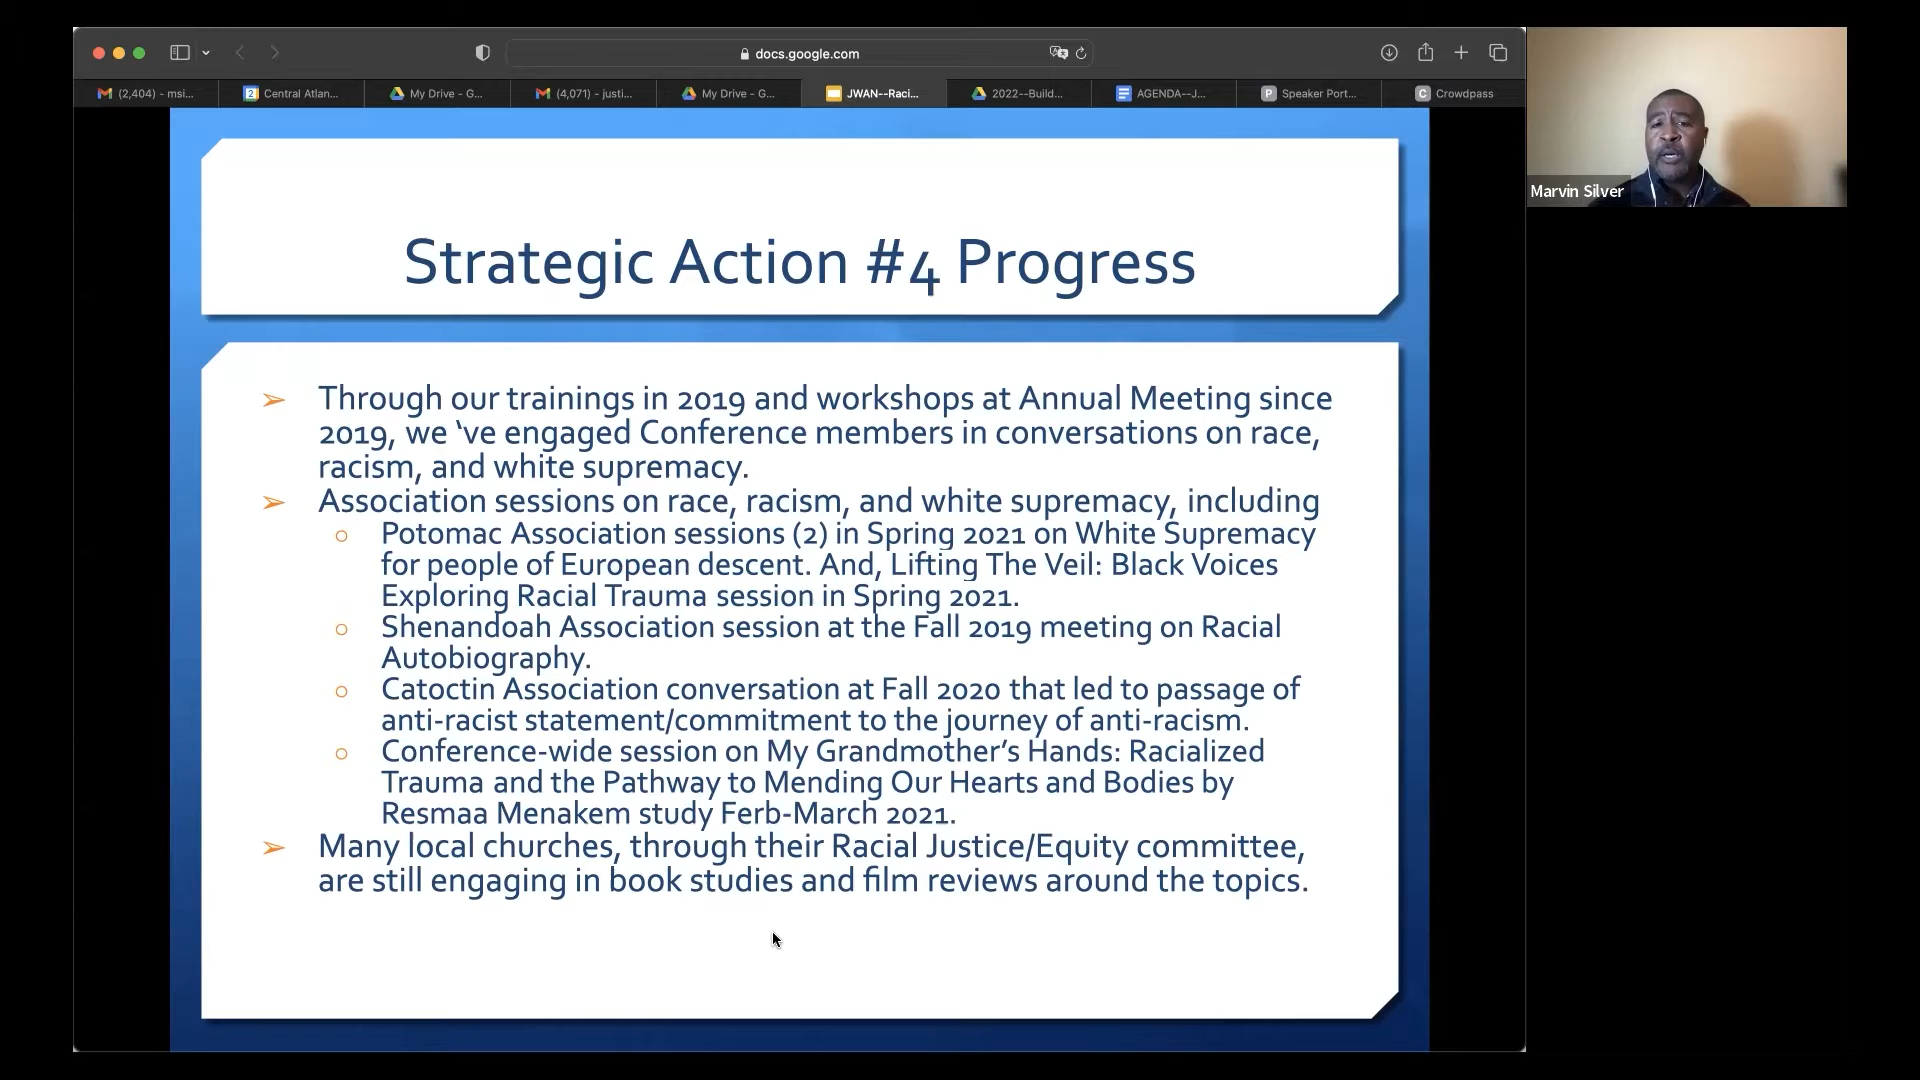 docs.google.com
(2,404) - msi...
2
Central Atlan...
My Drive - G...
(4,071) - justi...
My Drive - G...
JWAN--Raci...
2022--Build...
AGENDA--J...
P
Speaker Port...
C
Crowdpass
Marvin Silver
Strategic Action #4 Progress
Through our trainings in 2019 and workshops at Annual Meeting since
2019, we ‘ve engaged Conference members in conversations on race,
racism, and white supremacy.
Association sessions on race, racism, and white supremacy, including
Potomac Association sessions (2) in Spring 2021 on White Supremacy
for people of European descent. And, Lifting The Veil: Black Voices
Exploring Racial Trauma session in Spring 2021.
Shenandoah Association session at the Fall 2019 meeting on Racial
Autobiography.
Catoctin Association conversation at Fall 2020 that led to passage of
anti-racist statement/commitment to the journey of anti-racism.
Conference-wide session on My Grandmother’s Hands: Racialized
Trauma and the Pathway to Mending Our Hearts and Bodies by
Resmaa Menakem study Ferb-March 2021.
Many local churches, through their Racial Justice/Equity committee,
are still engaging in book studies and film reviews around the topics.